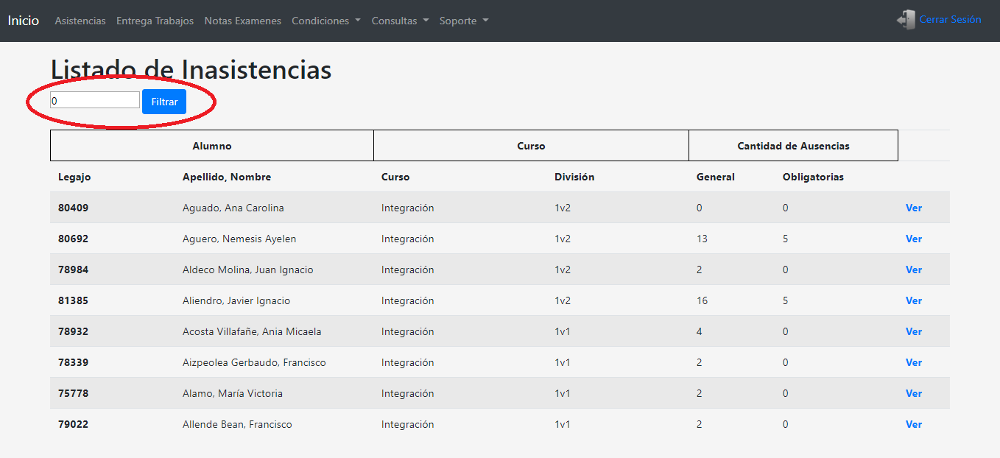 Inicio Asistencias Entrega Trabajos Notas Examenes Condiciones Consultas Soporte Cerrar Sesión
Listado de Inasistencias
0 Filtrar
Alumno Curso Cantidad de Ausencias
Legajo Apellido, Nombre Curso División General Obligatorias
80409 Aguado, Ana Carolina Integración 1v2 0 0 Ver
80692 Aguero, Nemesis Ayelen Integración 1v2 13 5 Ver
78984 Aldeco Molina, Juan Ignacio Integración 1v2 2 0 Ver
81385 Aliendro, Javier Ignacio Integración 1v2 16 5 Ver
78932 Acosta Villafañe, Ania Micaela Integración 1v1 4 0 Ver
78339 Aizpeolea Gerbaudo, Francisco Integración 1v1 2 0 Ver
75778 Alamo, María Victoria Integración 1v1 2 0 Ver
79022 Allende Bean, Francisco Integración 1v1 2 0 Ver